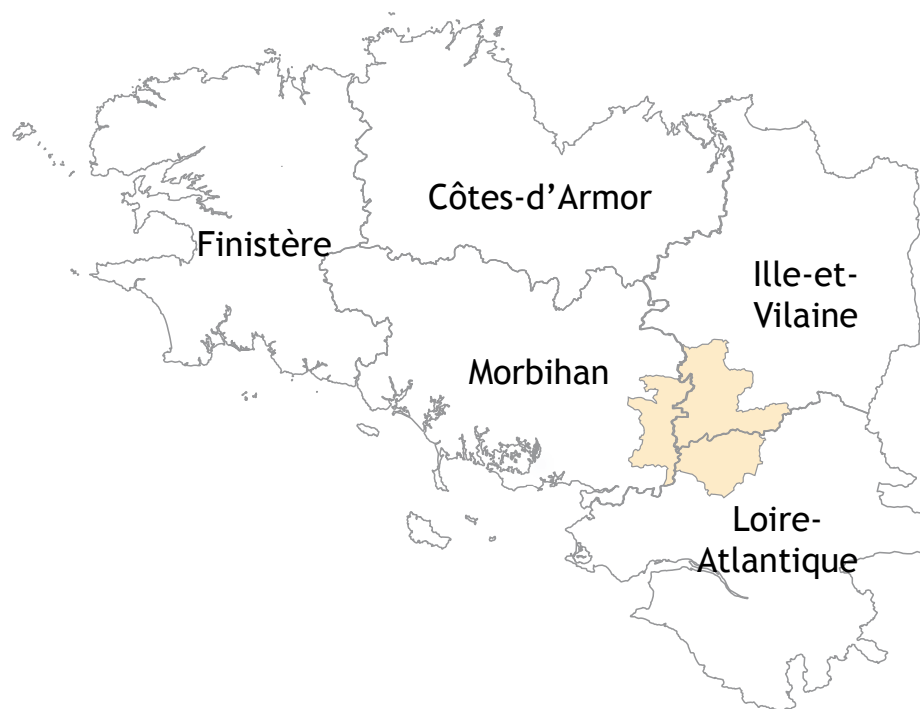 Côtes-d’Armor
Finistère
Ille-et-
Vilaine
Morbihan
Loire-
Atlantique